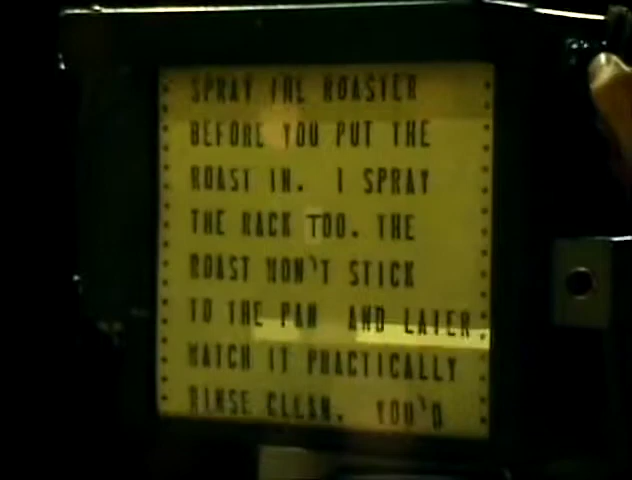 SPRAY THE ROASTER
BEFORE YOU PUT THE
ROAST IN. I SPRAY
THE RACK TOO. THE
ROAST WON'T STICK
TO THE PAN AND LATER
WATCH IT PRACTICALLY
RINSE CLEAN. YOU'D